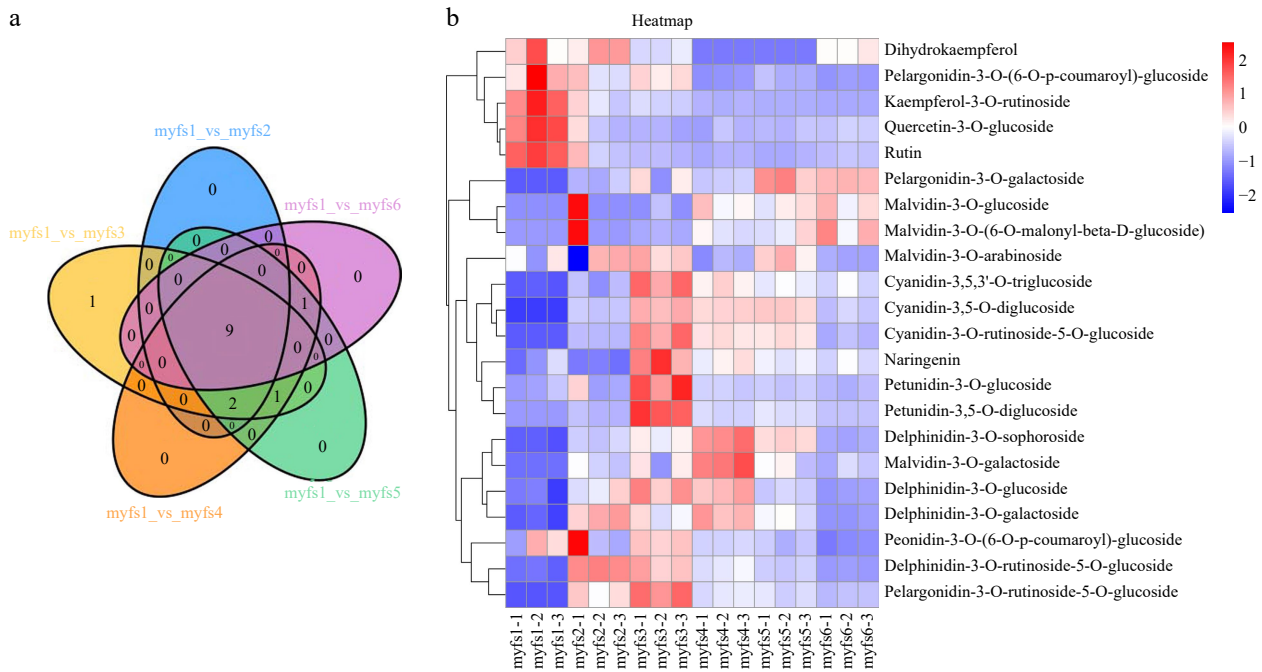 a
myfs1_vs_myfs2
myfs1_vs_myfs6
myfs1_vs_myfs3
myfs1_vs_myfs4
myfs1_vs_myfs5
0
0 0 0
0 0 0 0 0 0
1 0 0 1
0 9 0 0
0 0 0
0 0 2 1 0
0 0 0
0 0
b
Heatmap
Dihydrokaempferol
Pelargonidin-3-O-(6-O-p-coumaroyl)-glucoside
Kaempferol-3-O-rutinoside
Quercetin-3-O-glucoside
Rutin
Pelargonidin-3-O-galactoside
Malvidin-3-O-glucoside
Malvidin-3-O-(6-O-malonyl-beta-D-glucoside)
Malvidin-3-O-arabinoside
Cyanidin-3,5,3'-O-triglucoside
Cyanidin-3,5-O-diglucoside
Cyanidin-3-O-rutinoside-5-O-glucoside
Naringenin
Petunidin-3-O-glucoside
Petunidin-3,5-O-diglucoside
Delphinidin-3-O-sophoroside
Malvidin-3-O-galactoside
Delphinidin-3-O-glucoside
Delphinidin-3-O-galactoside
Peonidin-3-O-(6-O-p-coumaroyl)-glucoside
Delphinidin-3-O-rutinoside-5-O-glucoside
Pelargonidin-3-O-rutinoside-5-O-glucoside
myfs1-1
myfs1-2
myfs1-3
myfs2-1
myfs2-2
myfs2-3
myfs3-1
myfs3-2
myfs3-3
myfs4-1
myfs4-2
myfs4-3
myfs5-1
myfs5-2
myfs5-3
myfs6-1
myfs6-2
myfs6-3
2
1
0
−1
−2